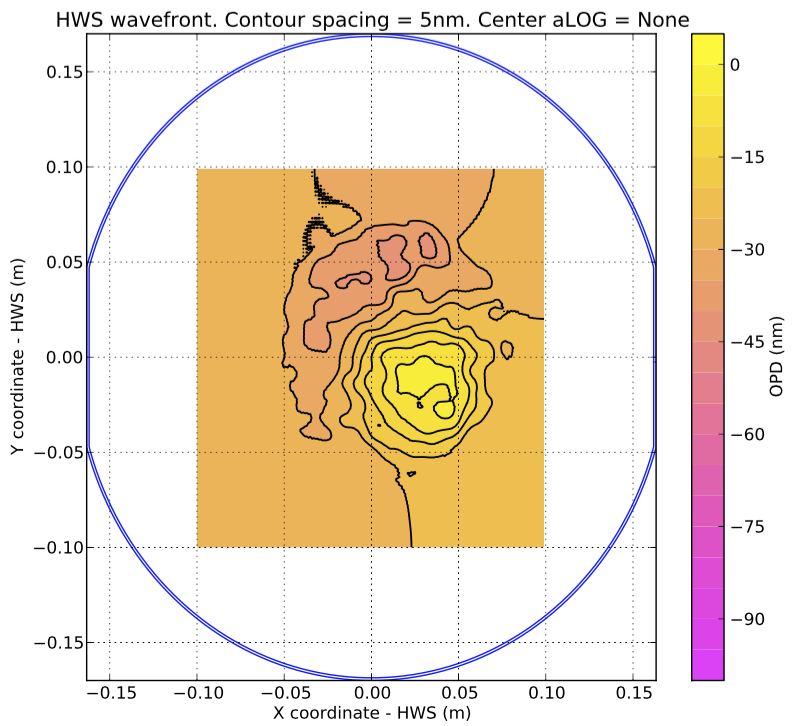 HWS wavefront. Contour spacing = 5nm. Center aLOG = None
0.15
0.10
0.05
0.00
−0.05
−0.10
−0.15
Y coordinate - HWS (m)
−0.15 −0.10 −0.05 0.00 0.05 0.10 0.15
X coordinate - HWS (m)
0
−15
−30
−45
−60
−75
−90
OPD (nm)